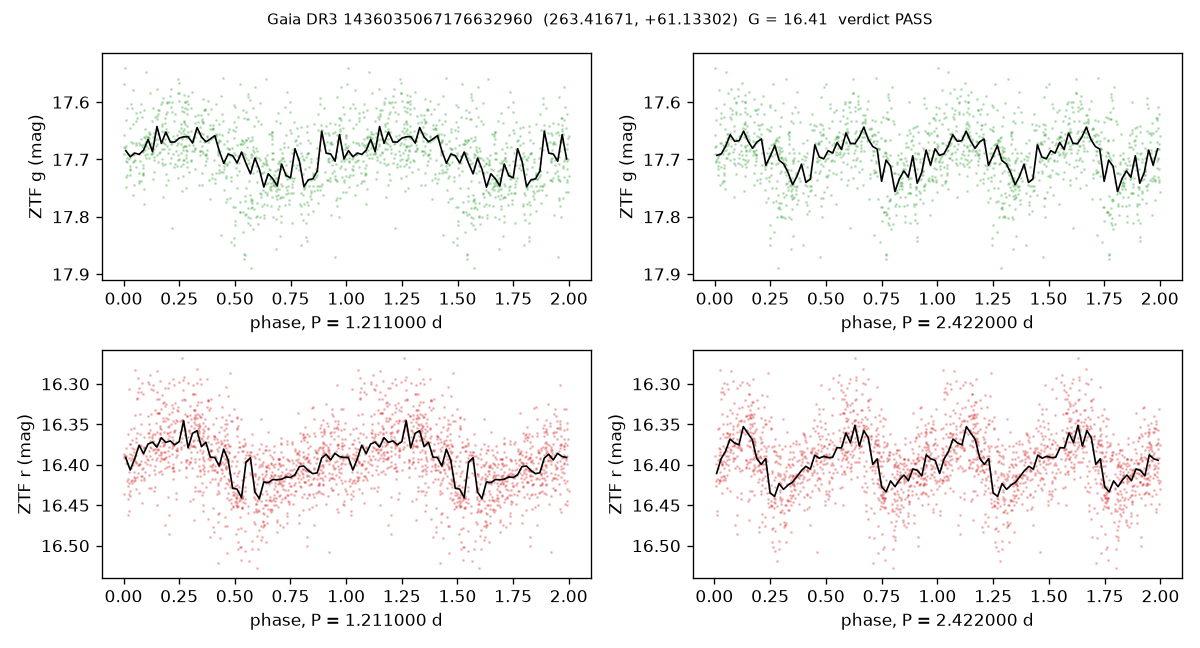 Gaia DR3 1436035067176632960 (263.41671, +61.13302) G = 16.41 verdict PASS
ZTF g (mag)
17.6
17.7
17.8
17.9
0.00 0.25 0.50 0.75 1.00 1.25 1.50 1.75 2.00
phase, P = 1.211000 d
ZTF g (mag)
17.6
17.7
17.8
17.9
0.00 0.25 0.50 0.75 1.00 1.25 1.50 1.75 2.00
phase, P = 2.422000 d
ZTF r (mag)
16.30
16.35
16.40
16.45
16.50
0.00 0.25 0.50 0.75 1.00 1.25 1.50 1.75 2.00
phase, P = 1.211000 d
ZTF r (mag)
16.30
16.35
16.40
16.45
16.50
0.00 0.25 0.50 0.75 1.00 1.25 1.50 1.75 2.00
phase, P = 2.422000 d